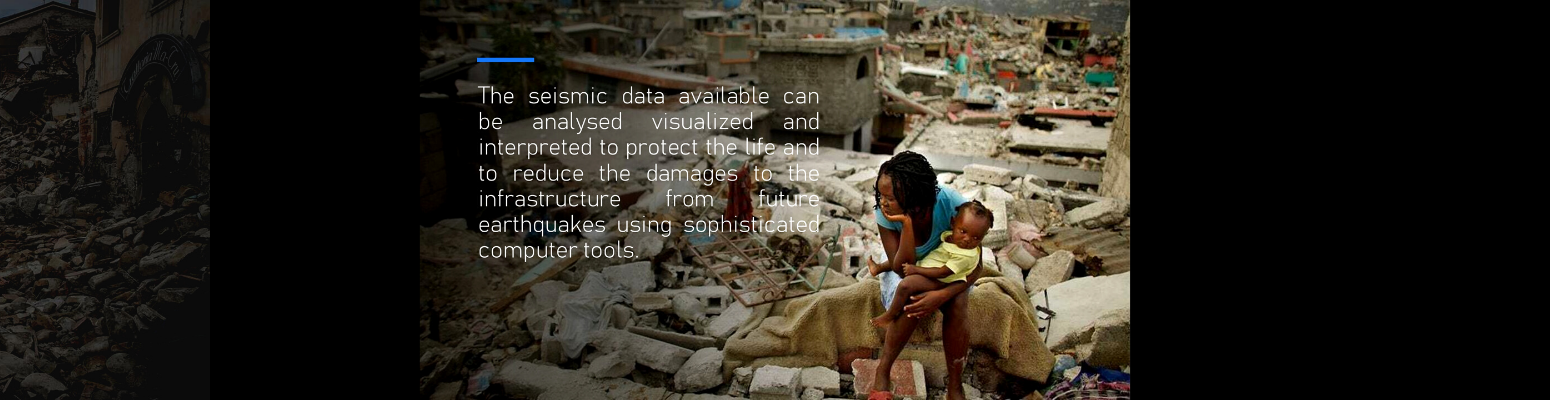 The seismic data available can
be analysed visualized and
interpreted to protect the life and
to reduce the damages to the
infrastructure from future
earthquakes using sophisticated
computer tools.